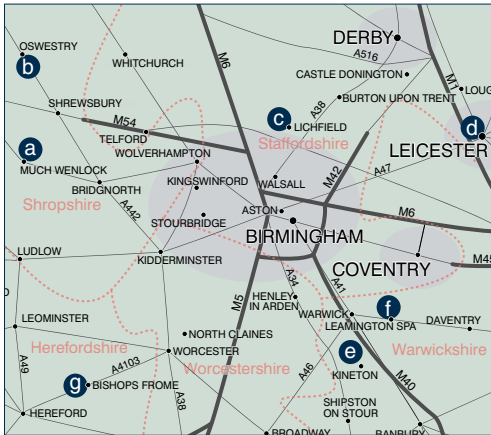 DERBY
A516
M6
OSWESTRY
b
WHITCHURCH
CASTLE DONINGTON
M1
LOUG
BURTON UPON TRENT
A38
SHREWSBURY
M54
TELFORD
c
LICHFIELD
Staffordshire
d
LEICESTER
a
MUCH WENLOCK
WOLVERHAMPTON
WALSALL
M42
A47
BRIDGNORTH
KINGSWINFORD
Shropshire
A442
STOURBRIDGE
ASTON
M6
BIRMINGHAM
LUDLOW
KIDDERMINSTER
COVENTRY
M45
A34
A41
M5
HENLEY
IN ARDEN
WARWICK
f
LEAMINGTON SPA
DAVENTRY
LEOMINSTER
NORTH CLAINES
Herefordshire
WORCESTER
Worcestershire
Warwickshire
A49
A4103
e
KINETON
g
BISHOPS FROME
A46
M40
HEREFORD
A38
SHIPSTON
ON STOUR
BROADWAY
BANBURY